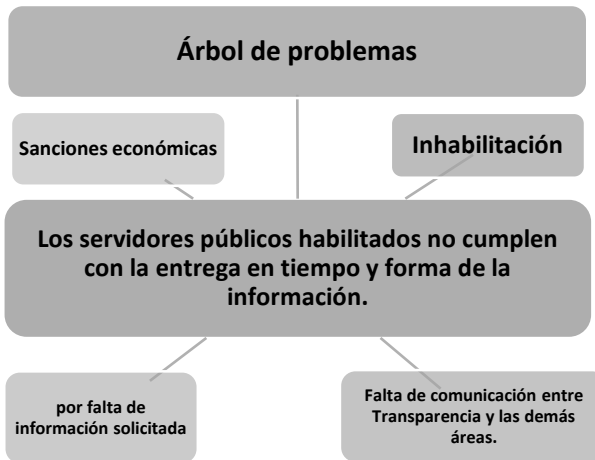 Árbol de problemas
Sanciones económicas
Inhabilitación
Los servidores públicos habilitados no cumplen
con la entrega en tiempo y forma de la
información.
por falta de
información solicitada
Falta de comunicación entre
Transparencia y las demás
áreas.